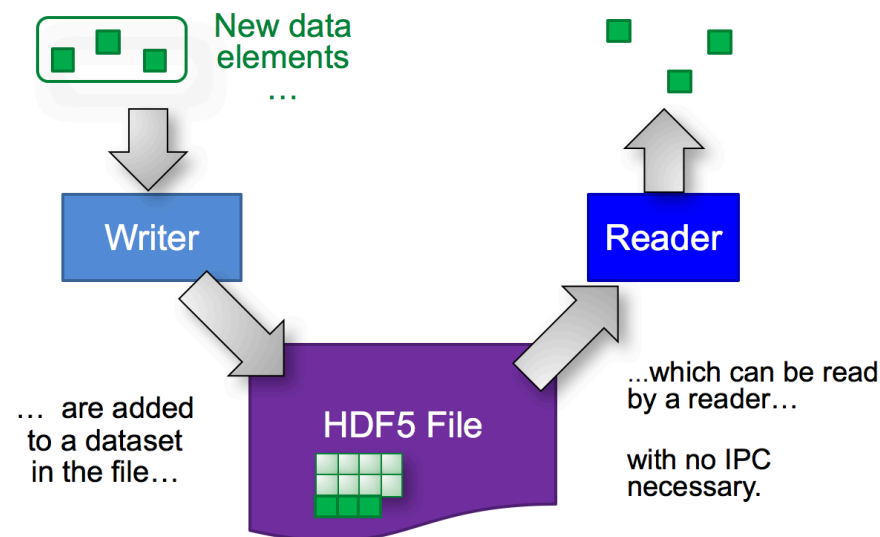 New data
elements
…
Writer
Reader
… are added
to a dataset
in the file…
HDF5 File
...which can be read
by a reader…
with no IPC
necessary.